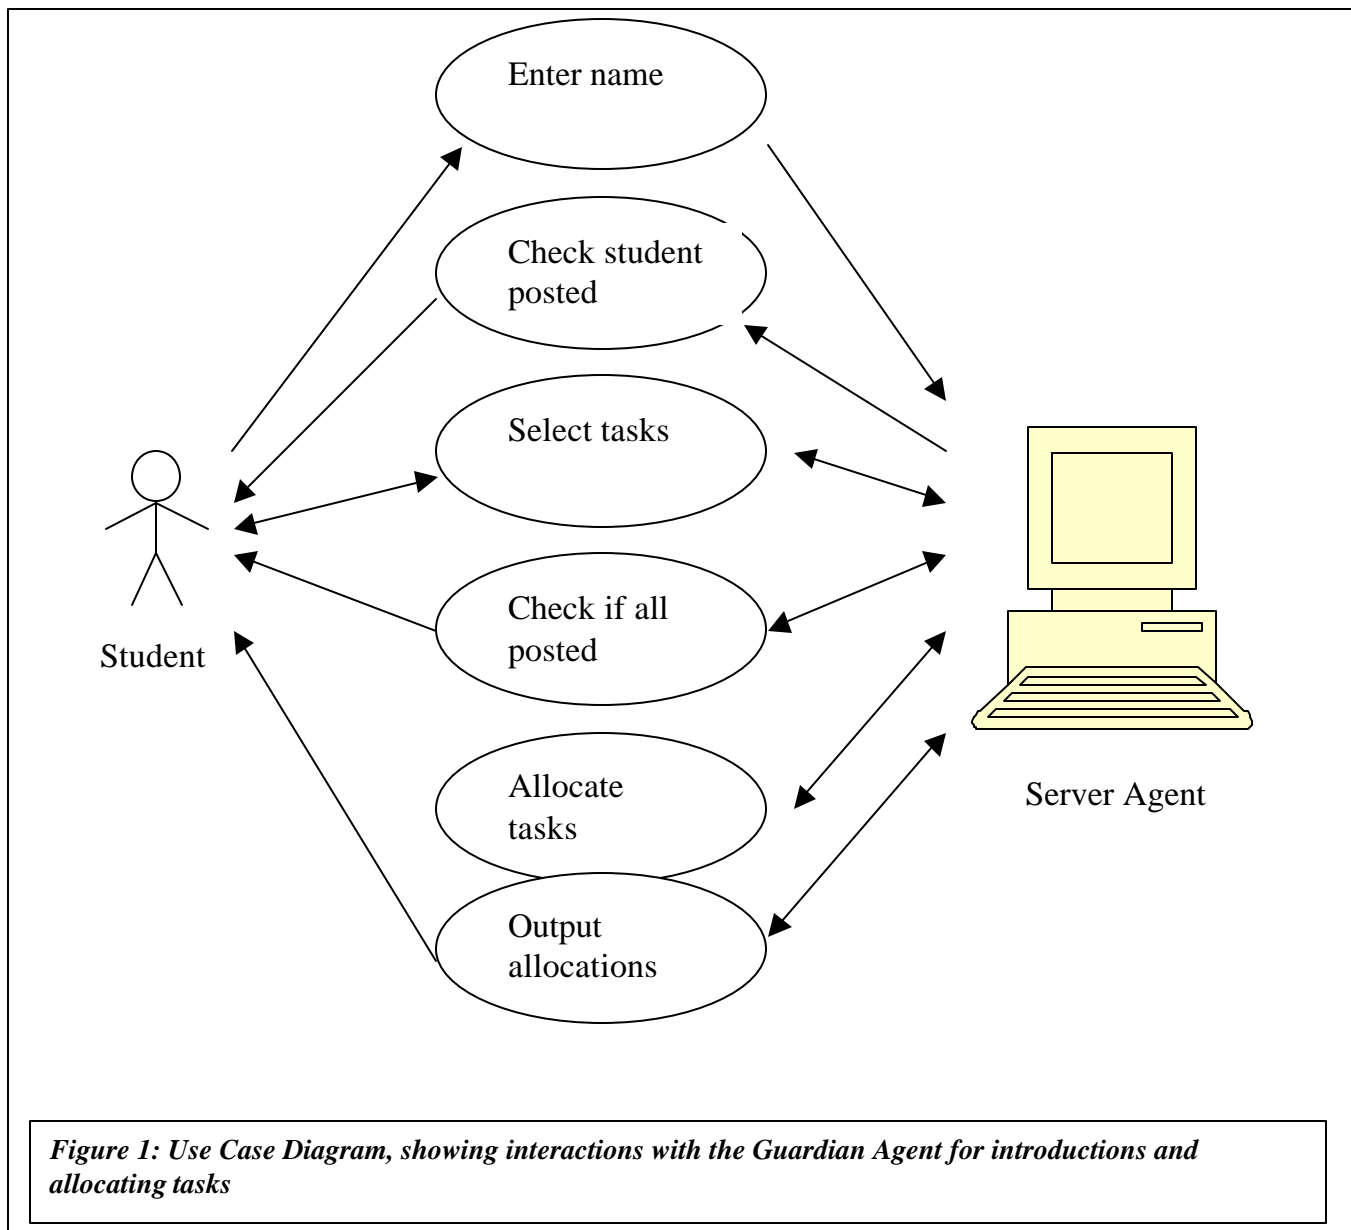 Enter name
Check student
posted
Select tasks
Check if all
posted
Student
Allocate
tasks
Server Agent
Output
allocations
Figure 1: Use Case Diagram, showing interactions with the Guardian Agent for introductions and
allocating tasks